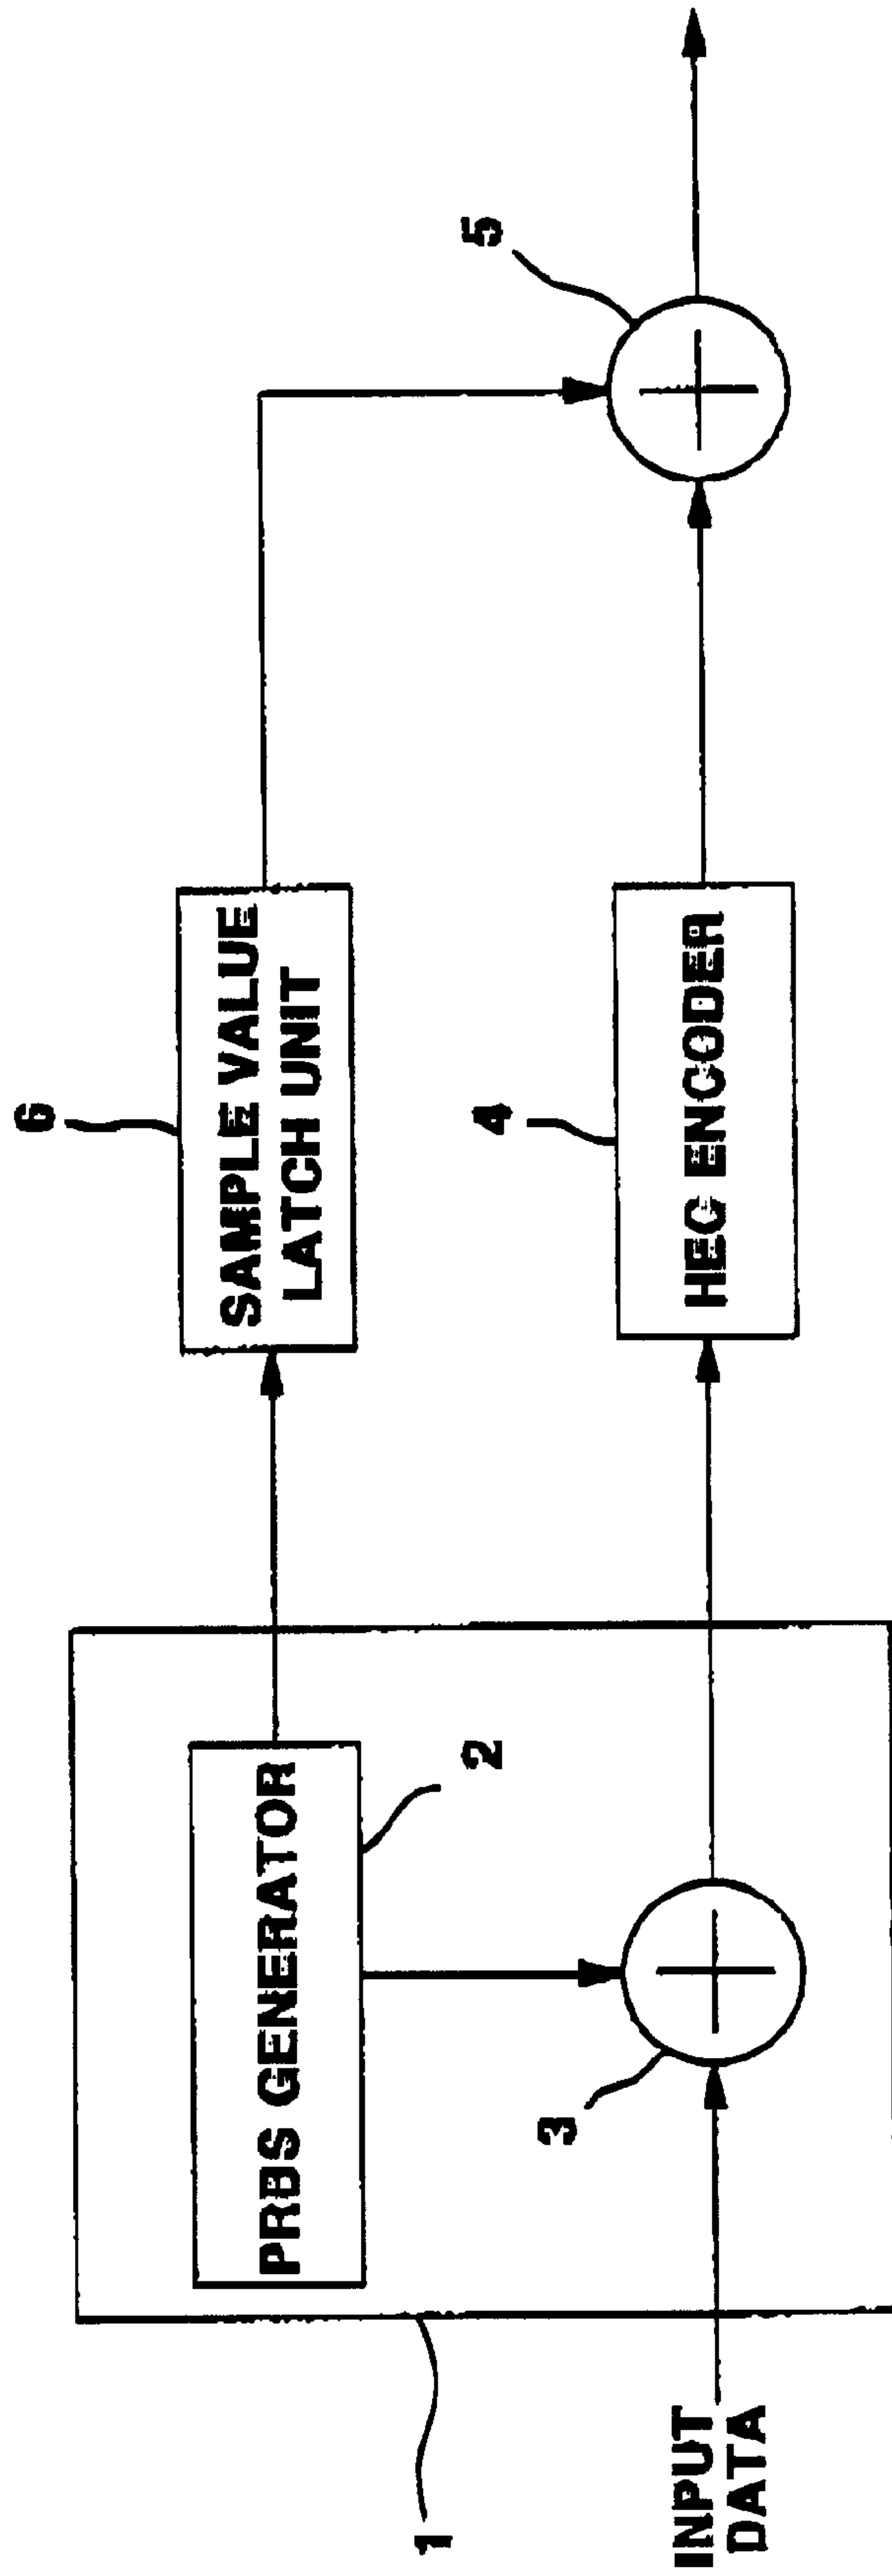 6
SAMPLE VALUE
LATCH UNIT
5
PRBS GENERATOR
2
4
HEC ENCODER
3
1
INPUT
DATA